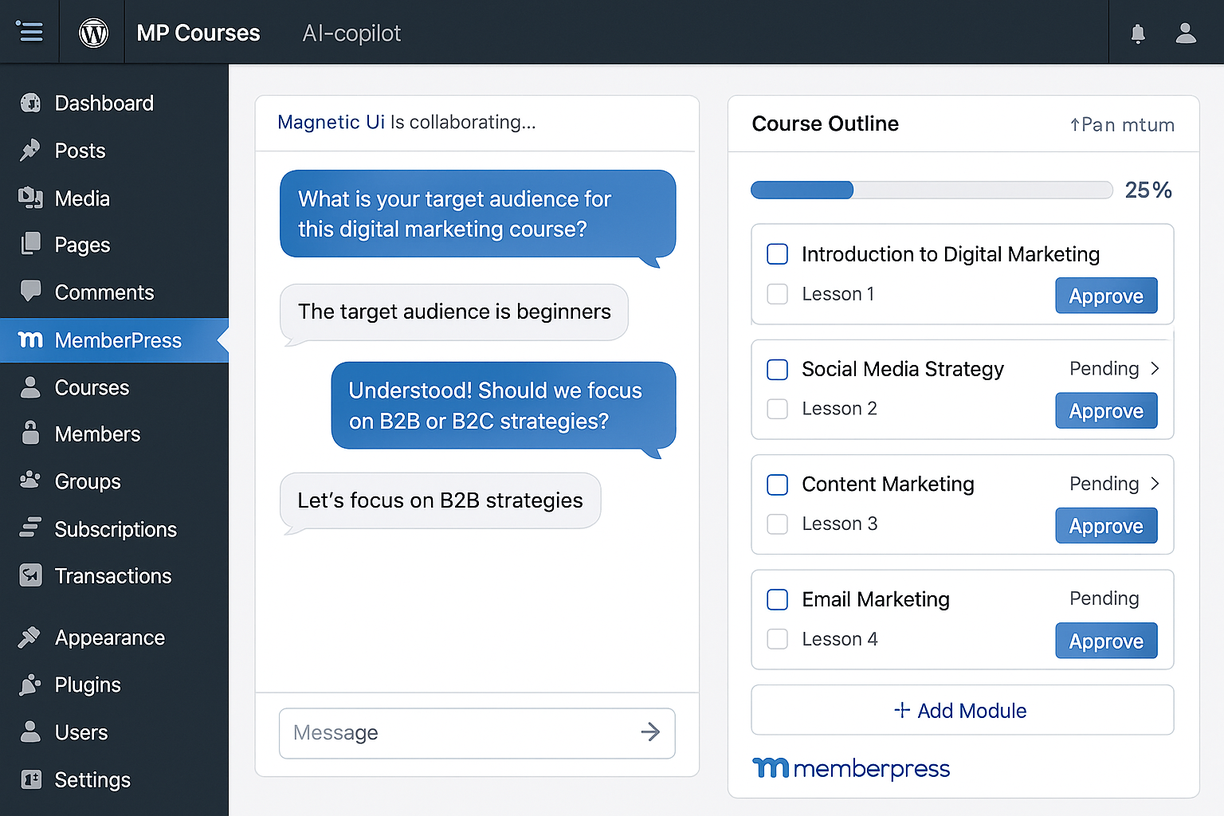 MP Courses
AI-copilot
Dashboard
Posts
Media
Pages
Comments
MemberPress
Courses
Members
Groups
Subscriptions
Transactions
Appearance
Plugins
Users
Settings
Magnetic Ui Is collaborating...
What is your target audience for
this digital marketing course?
The target audience is beginners
Understood! Should we focus
on B2B or B2C strategies?
Let's focus on B2B strategies
Message
Course Outline
↑Pan mtum
25%
Introduction to Digital Marketing
Lesson 1
Approve
Social Media Strategy
Pending >
Lesson 2
Approve
Content Marketing
Pending >
Lesson 3
Approve
Email Marketing
Pending
Lesson 4
Approve
+ Add Module
memberpress